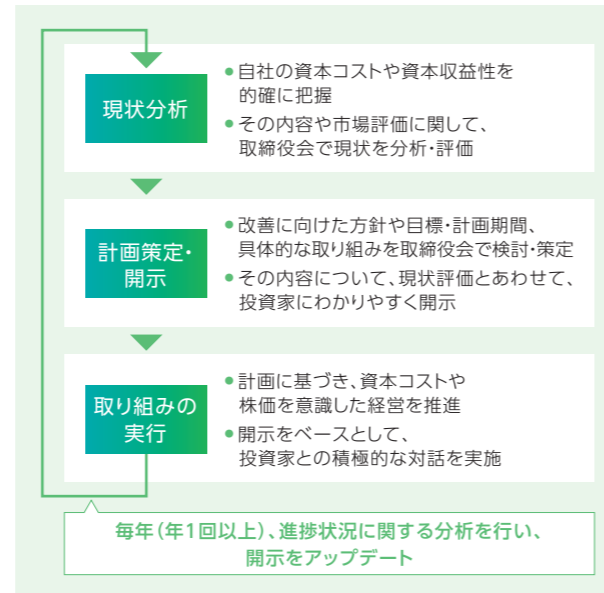 現状分析
●自社の資本コストや資本収益性を
的確に把握
●その内容や市場評価に関して、
取締役会で現状を分析・評価
計画策定・
開示
●改善に向けた方針や目標・計画期間、
具体的な取り組みを取締役会で検討・策定
●その内容について、現状評価とあわせて、
投資家にわかりやすく開示
取り組みの
実行
●計画に基づき、資本コストや
株価を意識した経営を推進
●開示をベースとして、
投資家との積極的な対話を実施
毎年（年1回以上）、進捗状況に関する分析を行い、
開示をアップデート